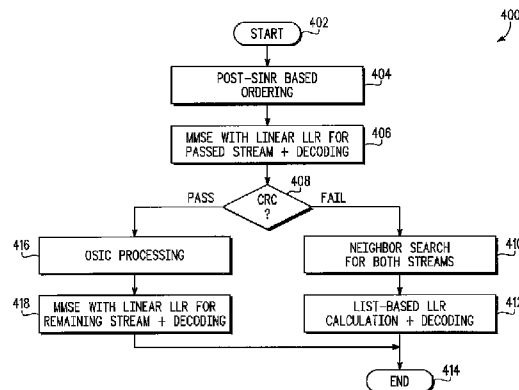 400
402
START
404
POST-SINR BASED
ORDERING
406
MMSE WITH LINEAR LLR FOR
PASSED STREAM + DECODING
408
CRC
?
PASS
FAIL
416
OSIC PROCESSING
410
NEIGHBOR SEARCH
FOR BOTH STREAMS
418
MMSE WITH LINEAR LLR FOR
REMAINING STREAM + DECODING
412
LIST-BASED LLR
CALCULATION + DECODING
END
414